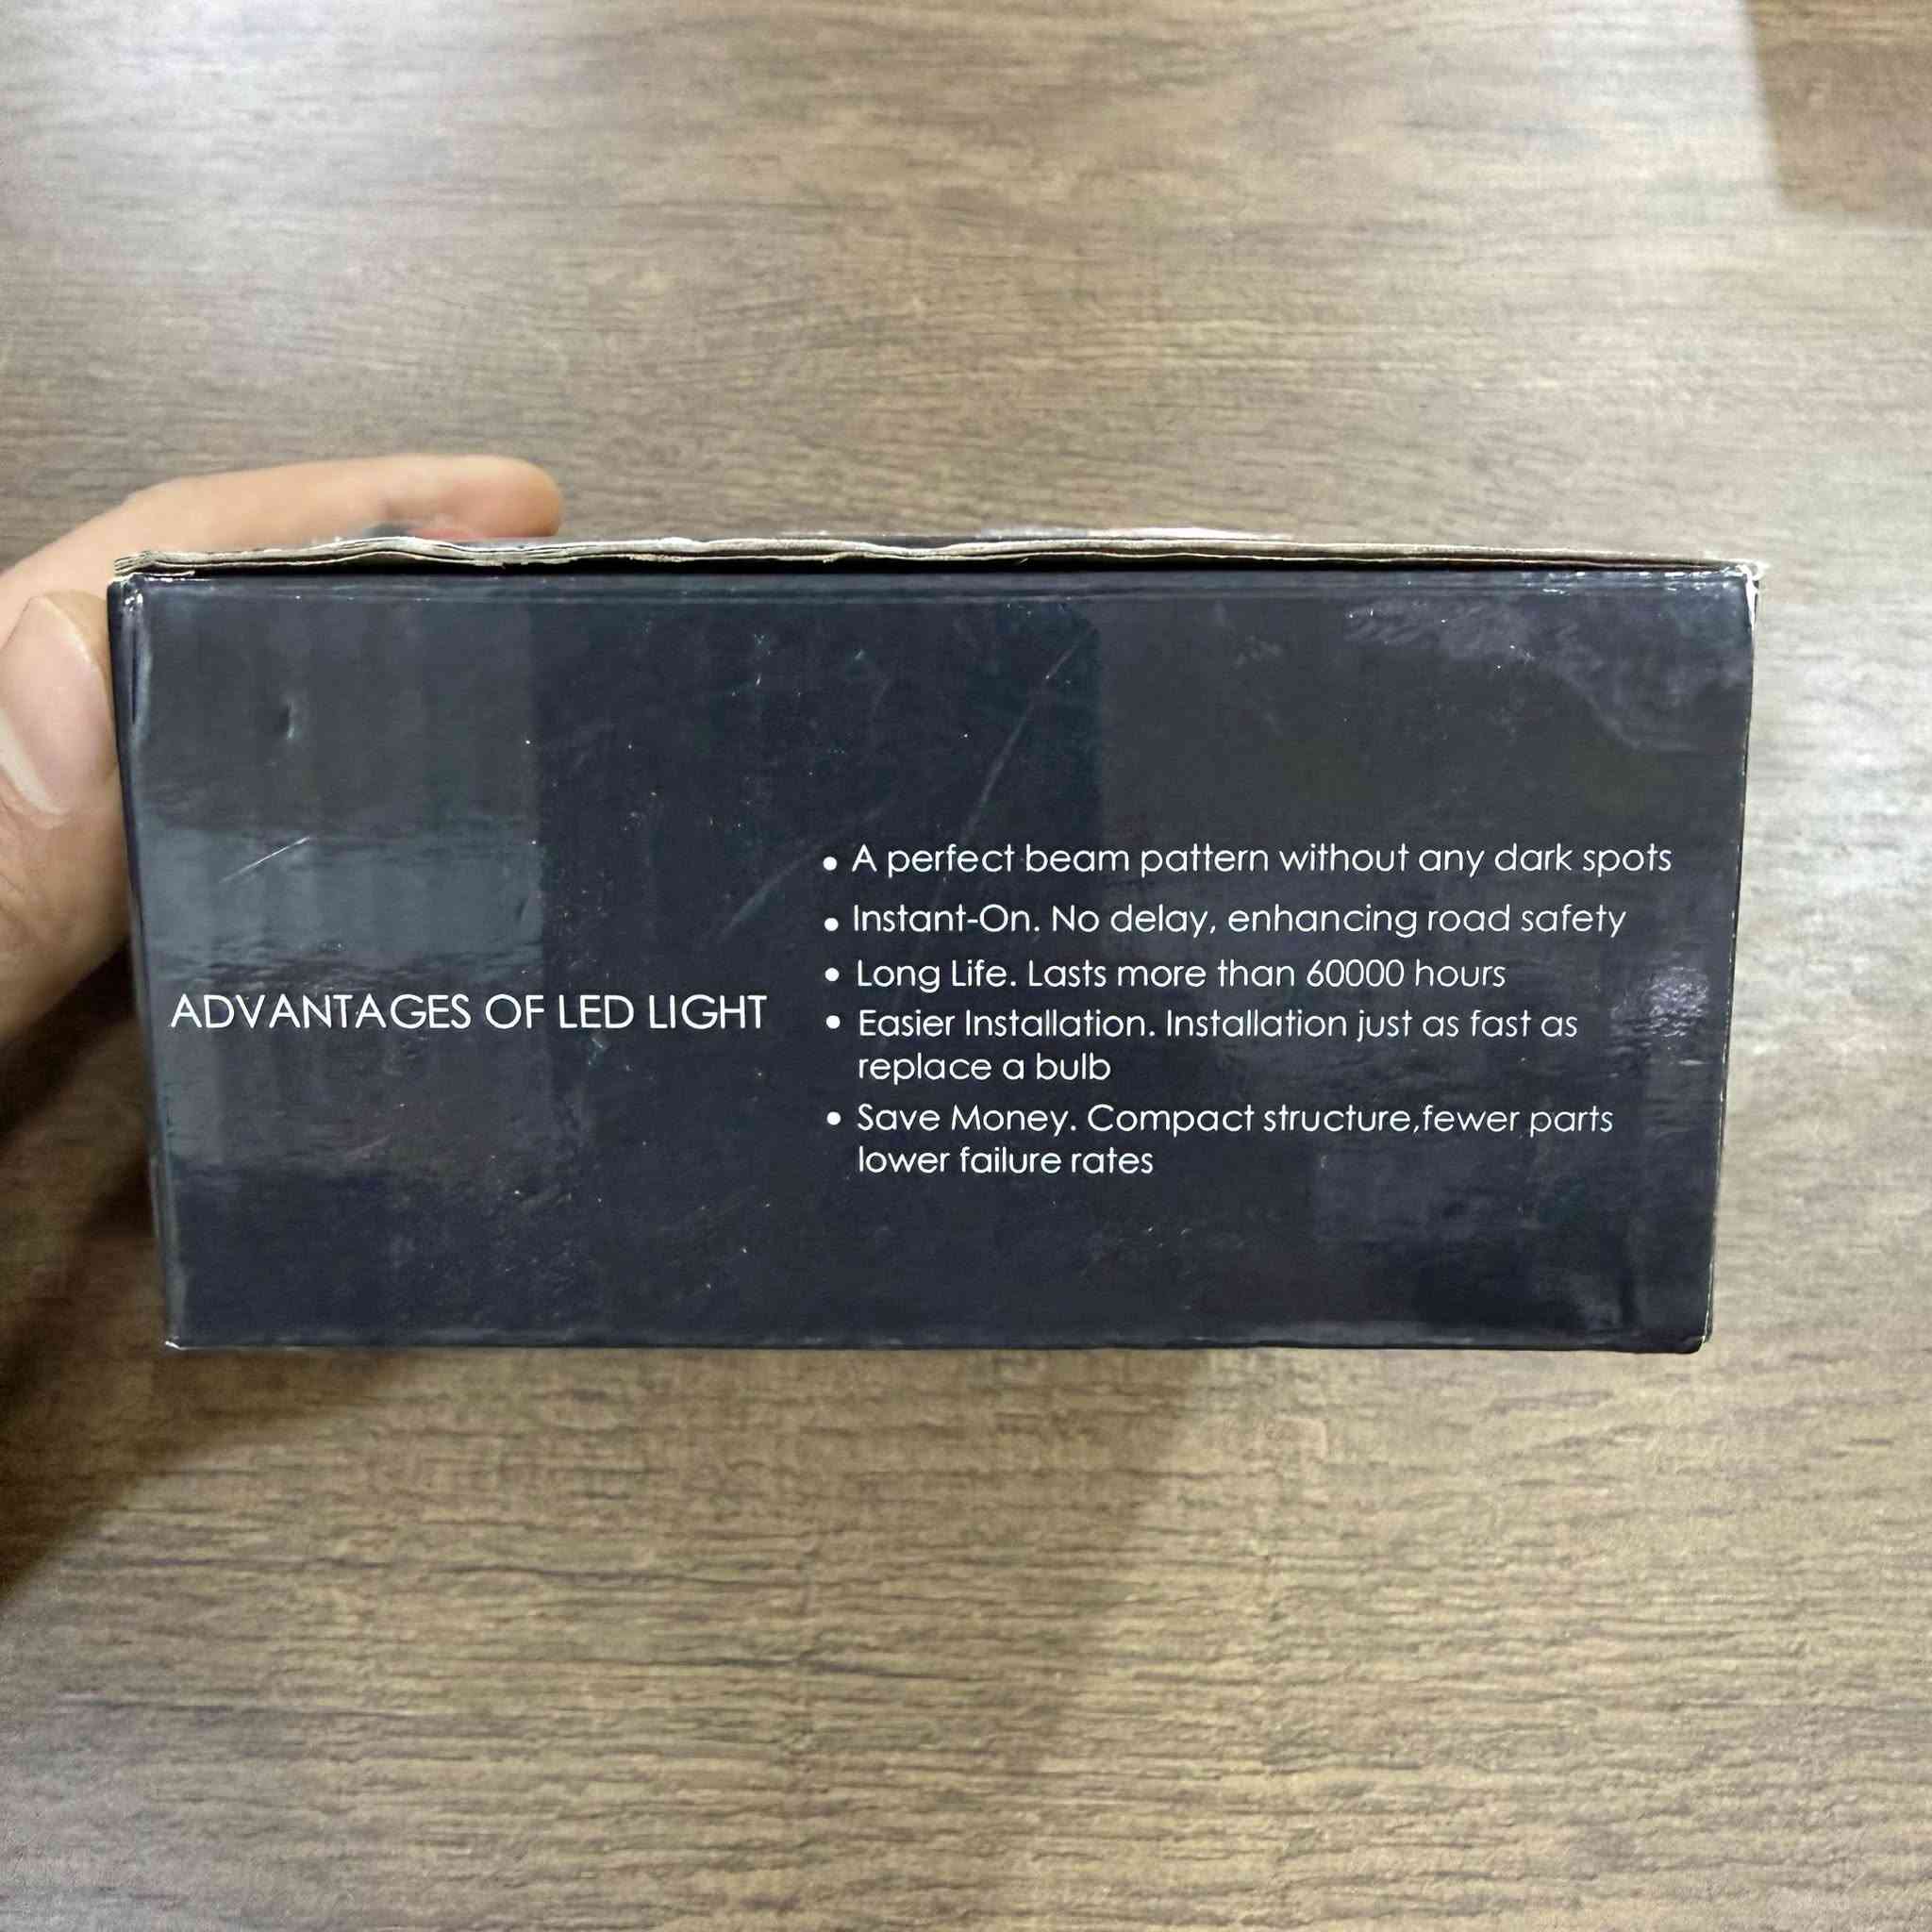 ADVANTAGES OF LED LIGHT
• A perfect beam pattern without any dark spots
• Instant-On. No delay, enhancing road safety
• Long Life. Lasts more than 60000 hours
• Easier Installation. Installation just as fast as
replace a bulb
• Save Money. Compact structure,fewer parts
lower failure rates